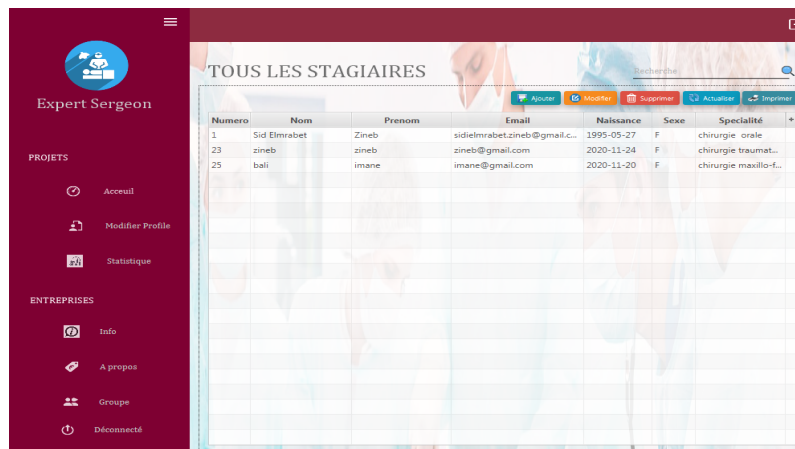 Expert Sergeon
PROJETS
Acceuil
Modifier Profile
Statistique
ENTREPRISES
Info
A propos
Groupe
Déconnecté
TOUS LES STAGIAIRES
Recherche
Ajouter Modifier Supprimer Actualiser Imprimer
Numero Nom Prenom Email Naissance Sexe Specialité +
1 Sid Elmrabet Zineb sidielmrabet.zineb@gmail.c... 1995-05-27 F chirurgie orale
23 zineb zineb zineb@gmail.com 2020-11-24 F chirurgie traumat...
25 bali imane imane@gmail.com 2020-11-20 F chirurgie maxillo-f...